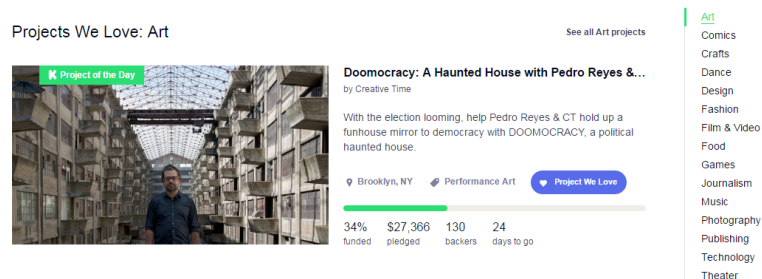 Projects We Love: Art
See all Art projects
Project of the Day
Doomocracy: A Haunted House with Pedro Reyes &...
by Creative Time
With the election looming, help Pedro Reyes & CT hold up a
funhouse mirror to democracy with DOOMOCRACY, a political
haunted house.
Brooklyn, NY
Performance Art
Project We Love
34%
funded
$27,366
pledged
130
backers
24
days to go
Art
Comics
Crafts
Dance
Design
Fashion
Film & Video
Food
Games
Journalism
Music
Photography
Publishing
Technology
Theater